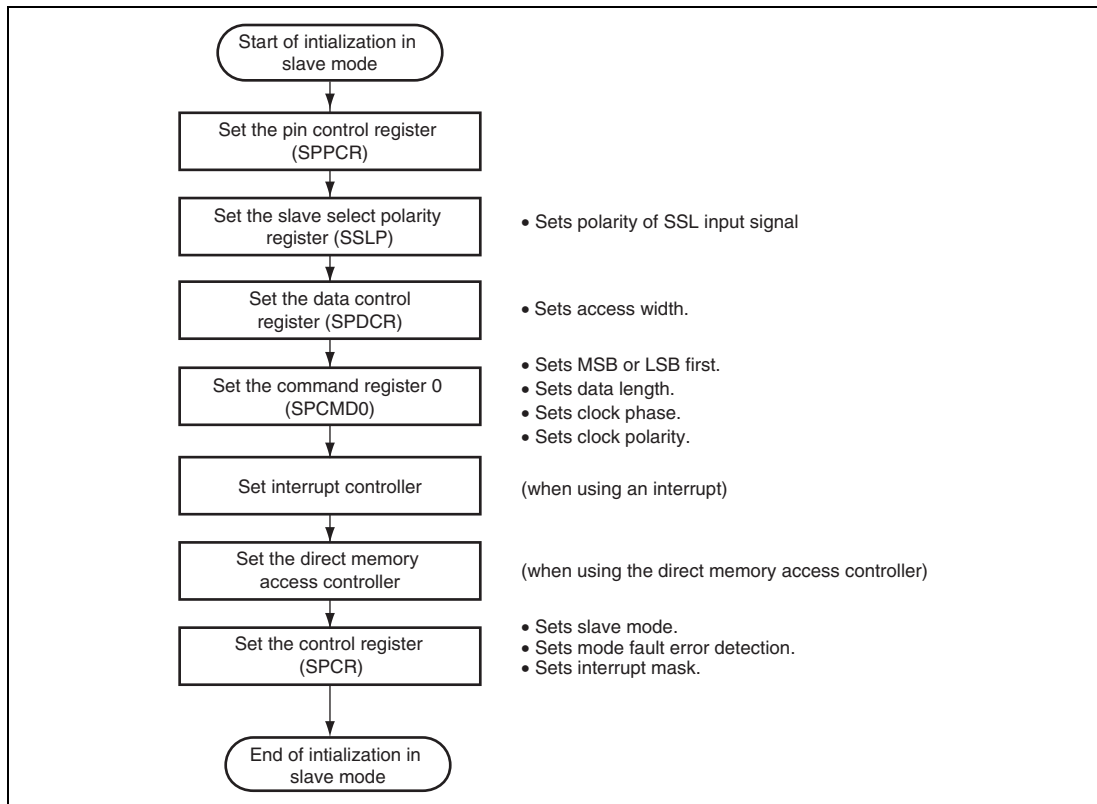 Start of intialization in
slave mode
Set the pin control register
(SPPCR)
Set the slave select polarity
register (SSLP)
• Sets polarity of SSL input signal
Set the data control
register (SPDCR)
• Sets access width.
Set the command register 0
(SPCMD0)
• Sets MSB or LSB first.
• Sets data length.
• Sets clock phase.
• Sets clock polarity.
Set interrupt controller
(when using an interrupt)
Set the direct memory
access controller
(when using the direct memory access controller)
Set the control register
(SPCR)
• Sets slave mode.
• Sets mode fault error detection.
• Sets interrupt mask.
End of intialization in
slave mode